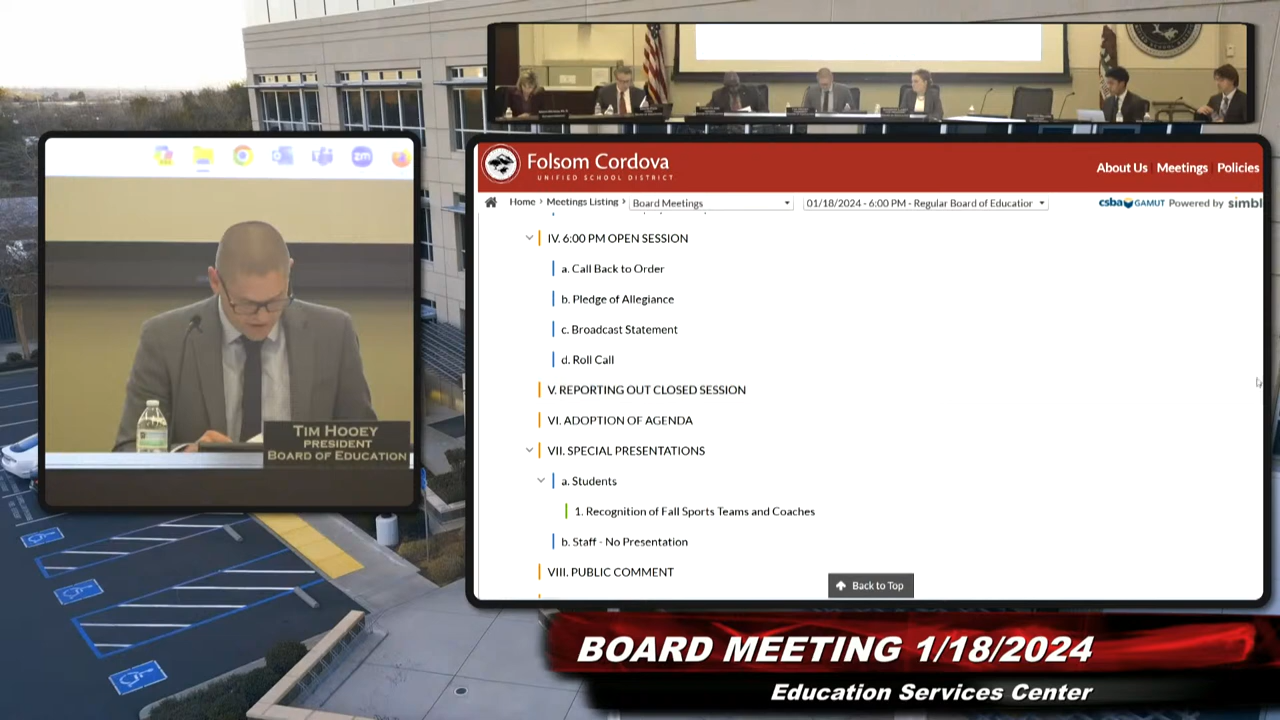 Folsom Cordova
UNIFIED SCHOOL DISTRICT
About Us Meetings Policies
Home › Meetings Listing › Board Meetings 01/18/2024 - 6:00 PM - Regular Board of Education
csba GAMUT Powered by simbl
IV. 6:00 PM OPEN SESSION
a. Call Back to Order
b. Pledge of Allegiance
c. Broadcast Statement
d. Roll Call
V. REPORTING OUT CLOSED SESSION
VI. ADOPTION OF AGENDA
VII. SPECIAL PRESENTATIONS
a. Students
1. Recognition of Fall Sports Teams and Coaches
b. Staff - No Presentation
VIII. PUBLIC COMMENT
Back to Top
zm
TIM HOOEY
PRESIDENT
BOARD OF EDUCATION
BOARD MEETING 1/18/2024
Education Services Center